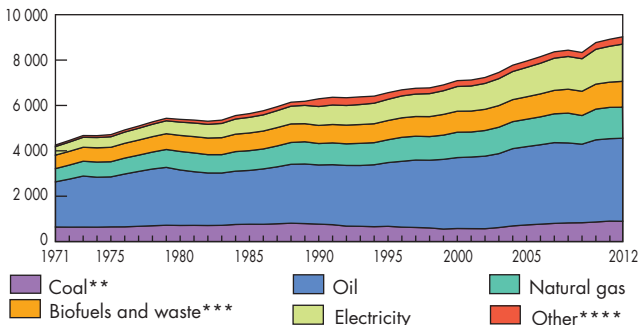 10 000
8 000
6 000
4 000
2 000
0
1971 1975 1980 1985 1990 1995 2000 2005 2012
Coal** Oil Natural gas
Biofuels and waste*** Electricity Other****